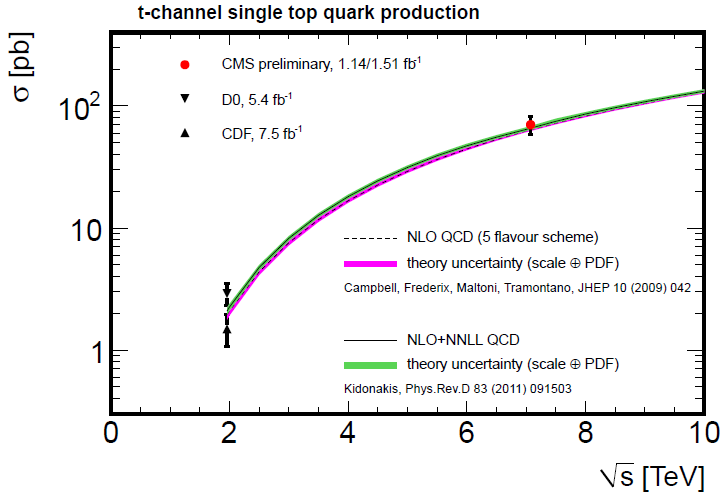 t-channel single top quark production
σ [pb]
CMS preliminary, 1.14/1.51 fb⁻¹
D0, 5.4 fb⁻¹
CDF, 7.5 fb⁻¹
10²
10
1
NLO QCD (5 flavour scheme)
theory uncertainty (scale ⊕ PDF)
Campbell, Frederix, Maltoni, Tramontano, JHEP 10 (2009) 042
NLO+NNLL QCD
theory uncertainty (scale ⊕ PDF)
Kidonakis, Phys.Rev.D 83 (2011) 091503
0 2 4 6 8 10
√s [TeV]